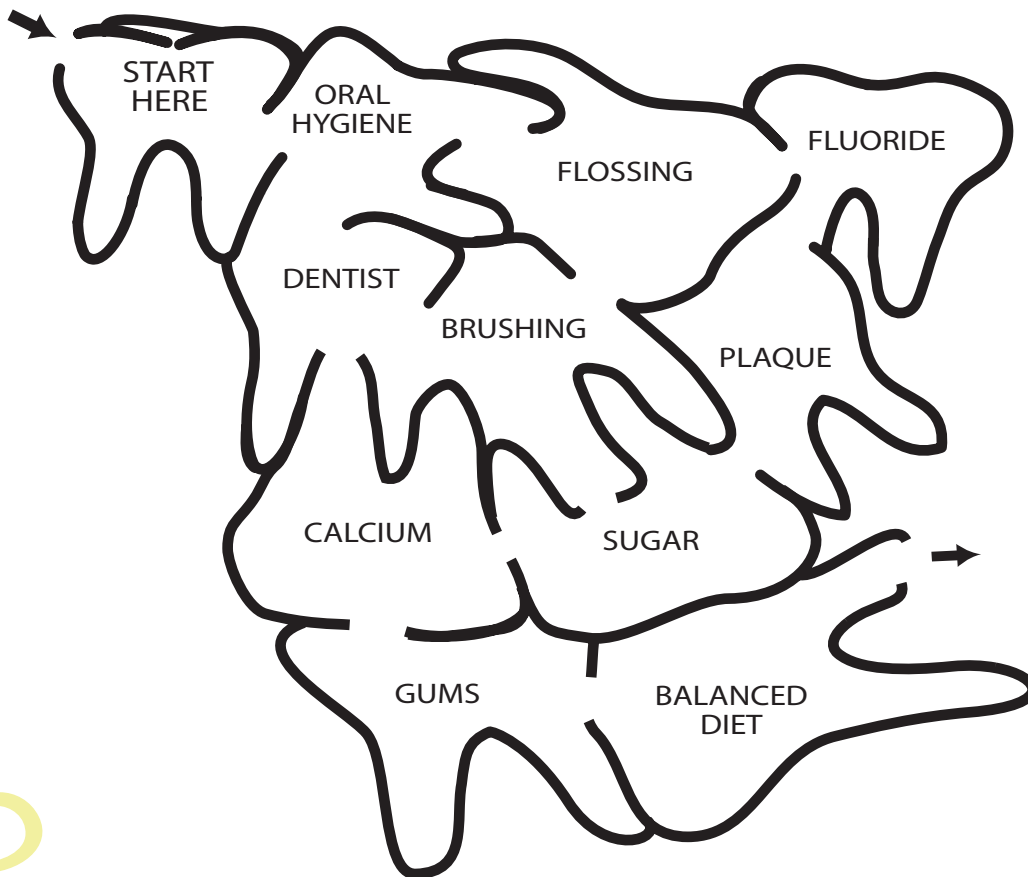 START
HERE
ORAL
HYGIENE
FLUORIDE
FLOSSING
DENTIST
BRUSHING
PLAQUE
CALCIUM
SUGAR
GUMS
BALANCED
DIET